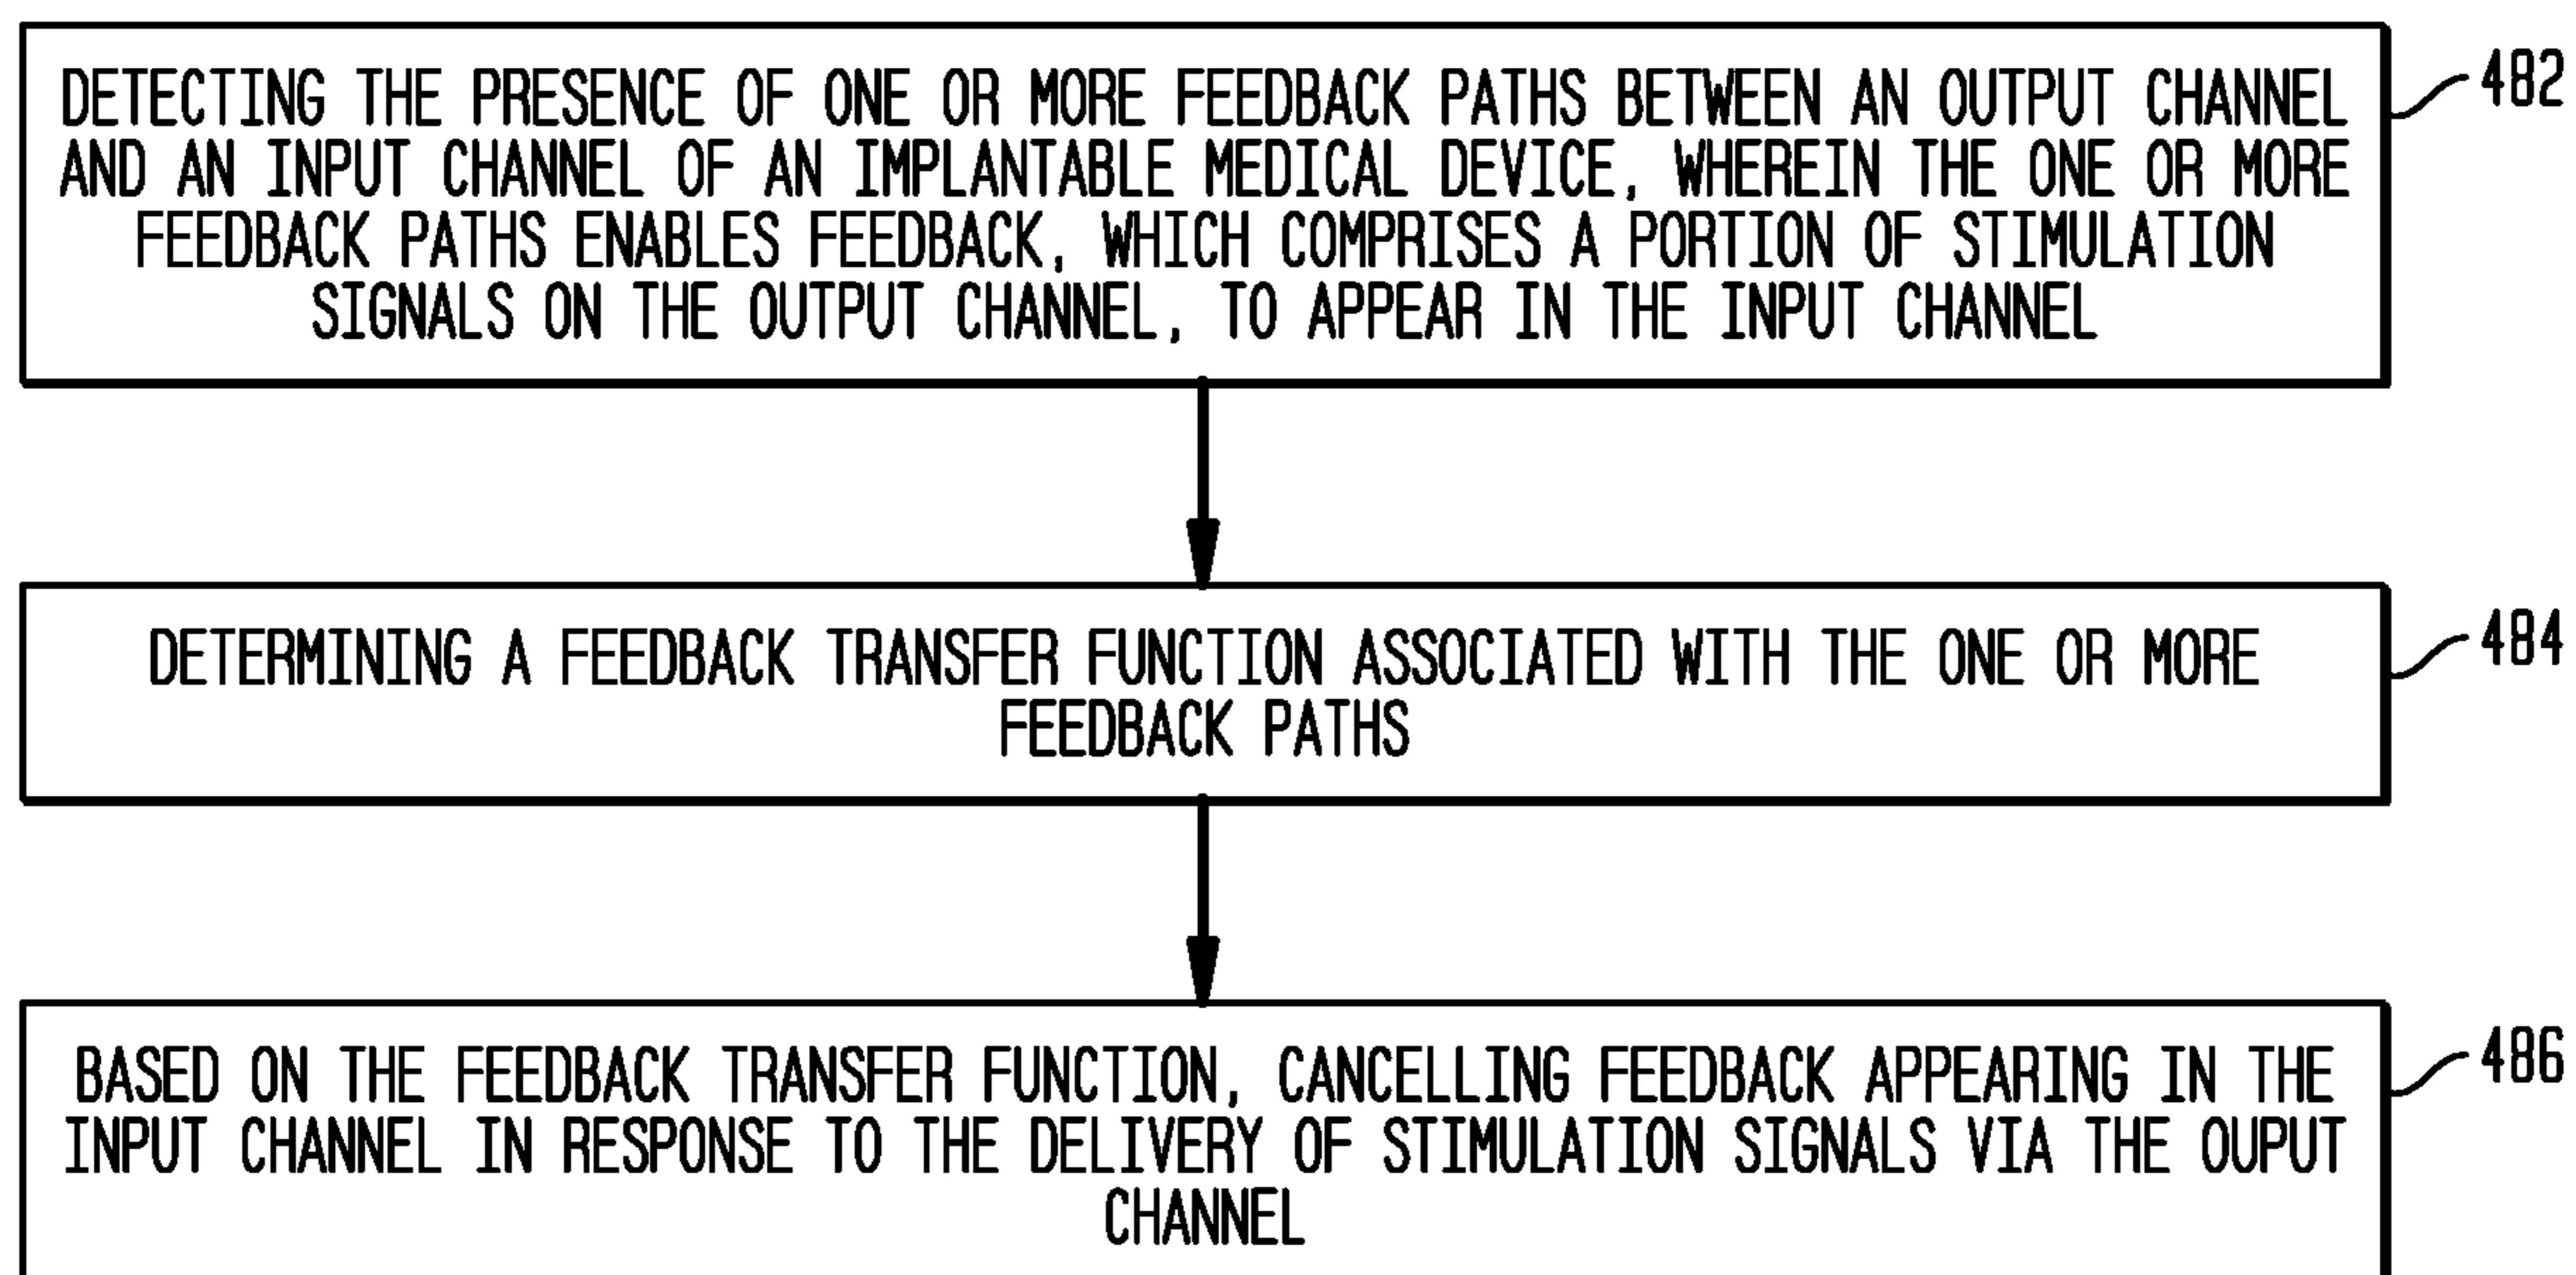 DETECTING THE PRESENCE OF ONE OR MORE FEEDBACK PATHS BETWEEN AN OUTPUT CHANNEL
AND AN INPUT CHANNEL OF AN IMPLANTABLE MEDICAL DEVICE, WHEREIN THE ONE OR MORE
FEEDBACK PATHS ENABLES FEEDBACK, WHICH COMPRISES A PORTION OF STIMULATION
SIGNALS ON THE OUTPUT CHANNEL, TO APPEAR IN THE INPUT CHANNEL
482
DETERMINING A FEEDBACK TRANSFER FUNCTION ASSOCIATED WITH THE ONE OR MORE
FEEDBACK PATHS
484
BASED ON THE FEEDBACK TRANSFER FUNCTION, CANCELLING FEEDBACK APPEARING IN THE
INPUT CHANNEL IN RESPONSE TO THE DELIVERY OF STIMULATION SIGNALS VIA THE OUPUT
CHANNEL
486